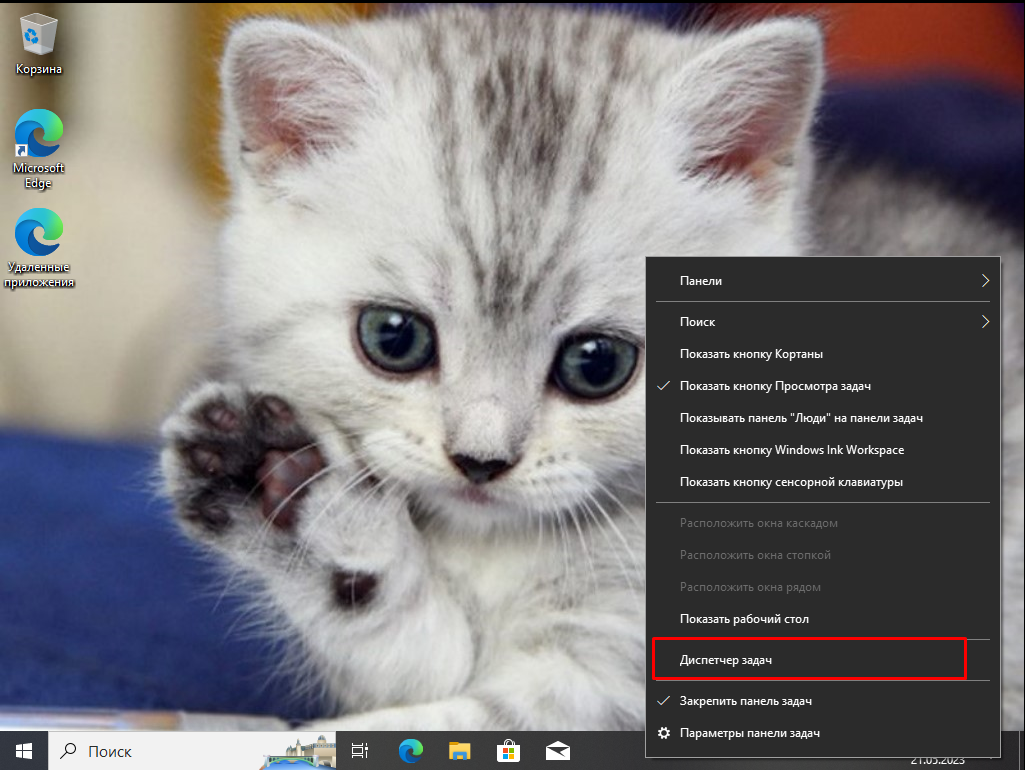 Корзина
Microsoft
Edge
Удаленные
приложения
Панели
Поиск
Показать кнопку Кортаны
Показать кнопку Просмотра задач
Показывать панель "Люди" на панели задач
Показать кнопку Windows Ink Workspace
Показать кнопку сенсорной клавиатуры
Расположить окна каскадом
Расположить окна стопкой
Расположить окна рядом
Показать рабочий стол
Диспетчер задач
Закрепить панель задач
Параметры панели задач
Поиск
21.05.2023